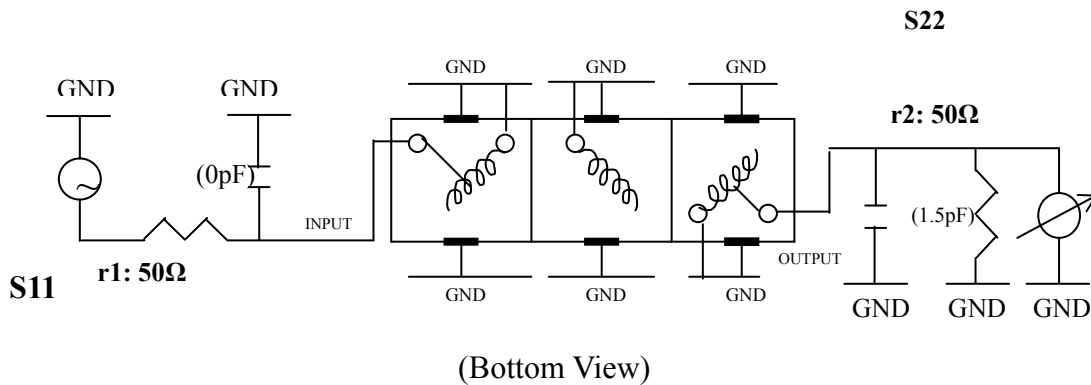 S22
GND
GND
GND
GND
GND
r2: 50Ω
(0pF)
(1.5pF)
INPUT
OUTPUT
r1: 50Ω
S11
GND
GND
GND
GND
GND
GND
(Bottom View)